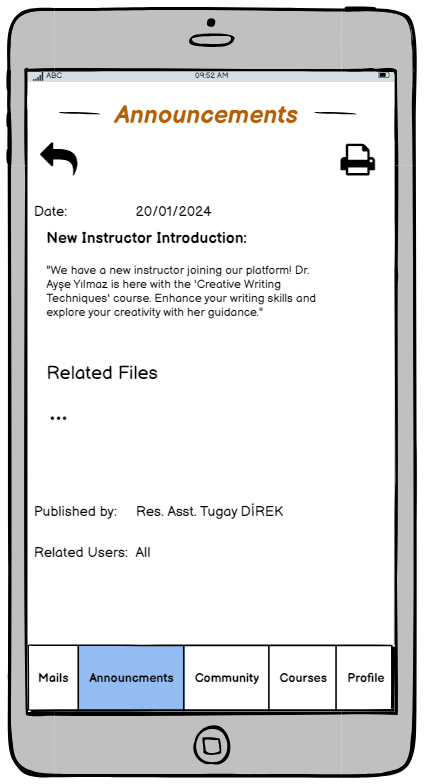 ABC 09:52 AM
Announcements
Date: 20/01/2024
New Instructor Introduction:
"We have a new instructor joining our platform! Dr.
Ayşe Yılmaz is here with the 'Creative Writing
Techniques' course. Enhance your writing skills and
explore your creativity with her guidance."
Related Files
...
Published by: Res. Asst. Tugay DİREK
Related Users: All
Mails Announcments Community Courses Profile